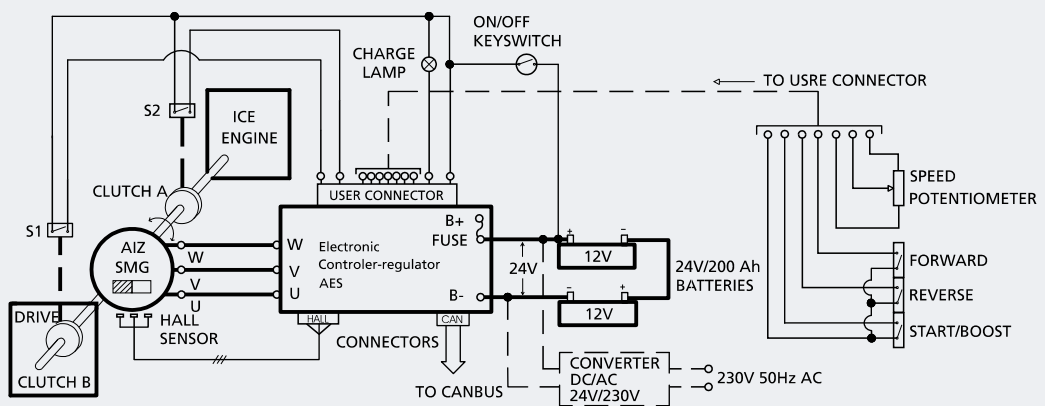 ON/OFF
KEYSWITCH
CHARGE
LAMP
TO USRE CONNECTOR
S2
ICE
ENGINE
CLUTCH A
USER CONNECTOR
SPEED
POTENTIOMETER
S1
AIZ
SMG
W
V
U
W
V
U
Electronic
Controler-regulator
AES
B+
FUSE
B-
24V
+
-
12V
-
+
12V
24V/200 Ah
BATTERIES
FORWARD
REVERSE
START/BOOST
DRIVE
CLUTCH B
HALL
SENSOR
HALL
CAN
CONNECTORS
TO CANBUS
CONVERTER
DC/AC
24V/230V
230V 50Hz AC